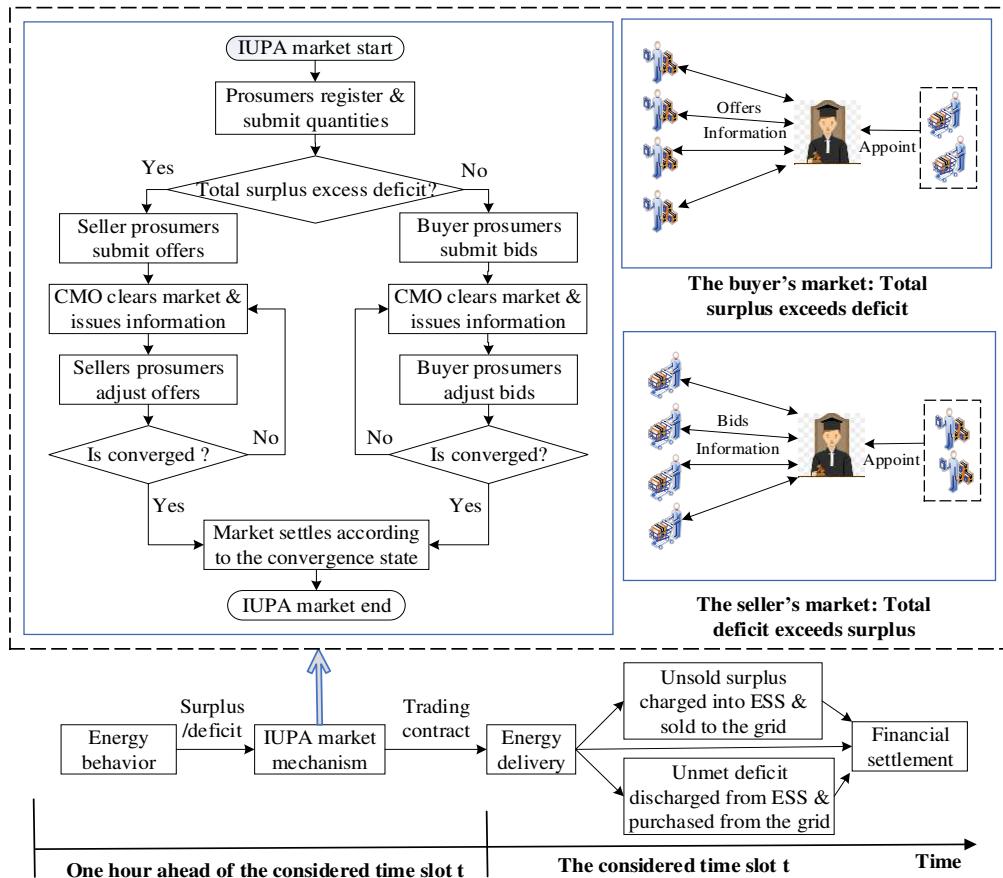 IUPA market start
Prosumers register &
submit quantities
Yes
No
Total surplus excess deficit?
Seller prosumers
submit offers
Buyer prosumers
submit bids
CMO clears market &
issues information
CMO clears market &
issues information
Sellers prosumers
adjust offers
Buyer prosumers
adjust bids
No
No
Is converged ?
Is converged?
Yes
Yes
Market settles according
to the convergence state
IUPA market end
Offers
Information
Appoint
The buyer's market: Total
surplus exceeds deficit
Bids
Information
Appoint
The seller's market: Total
deficit exceeds surplus
Energy
behavior
Surplus
/deficit
IUPA market
mechanism
Trading
contract
Energy
delivery
Unsold surplus
charged into ESS &
sold to the grid
Unmet deficit
discharged from ESS &
purchased from the grid
Financial
settlement
One hour ahead of the considered time slot t
The considered time slot t
Time